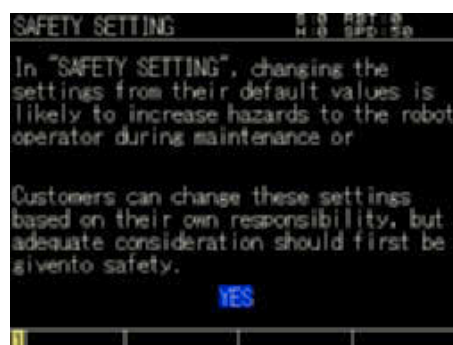 SAFETY SETTING
In "SAFETY SETTING", changing the
settings from their default values is
likely to increase hazards to the robot
operator during maintenance or
Customers can change these settings
based on their own responsibility, but
adequate consideration should first be
givento safety.
YES